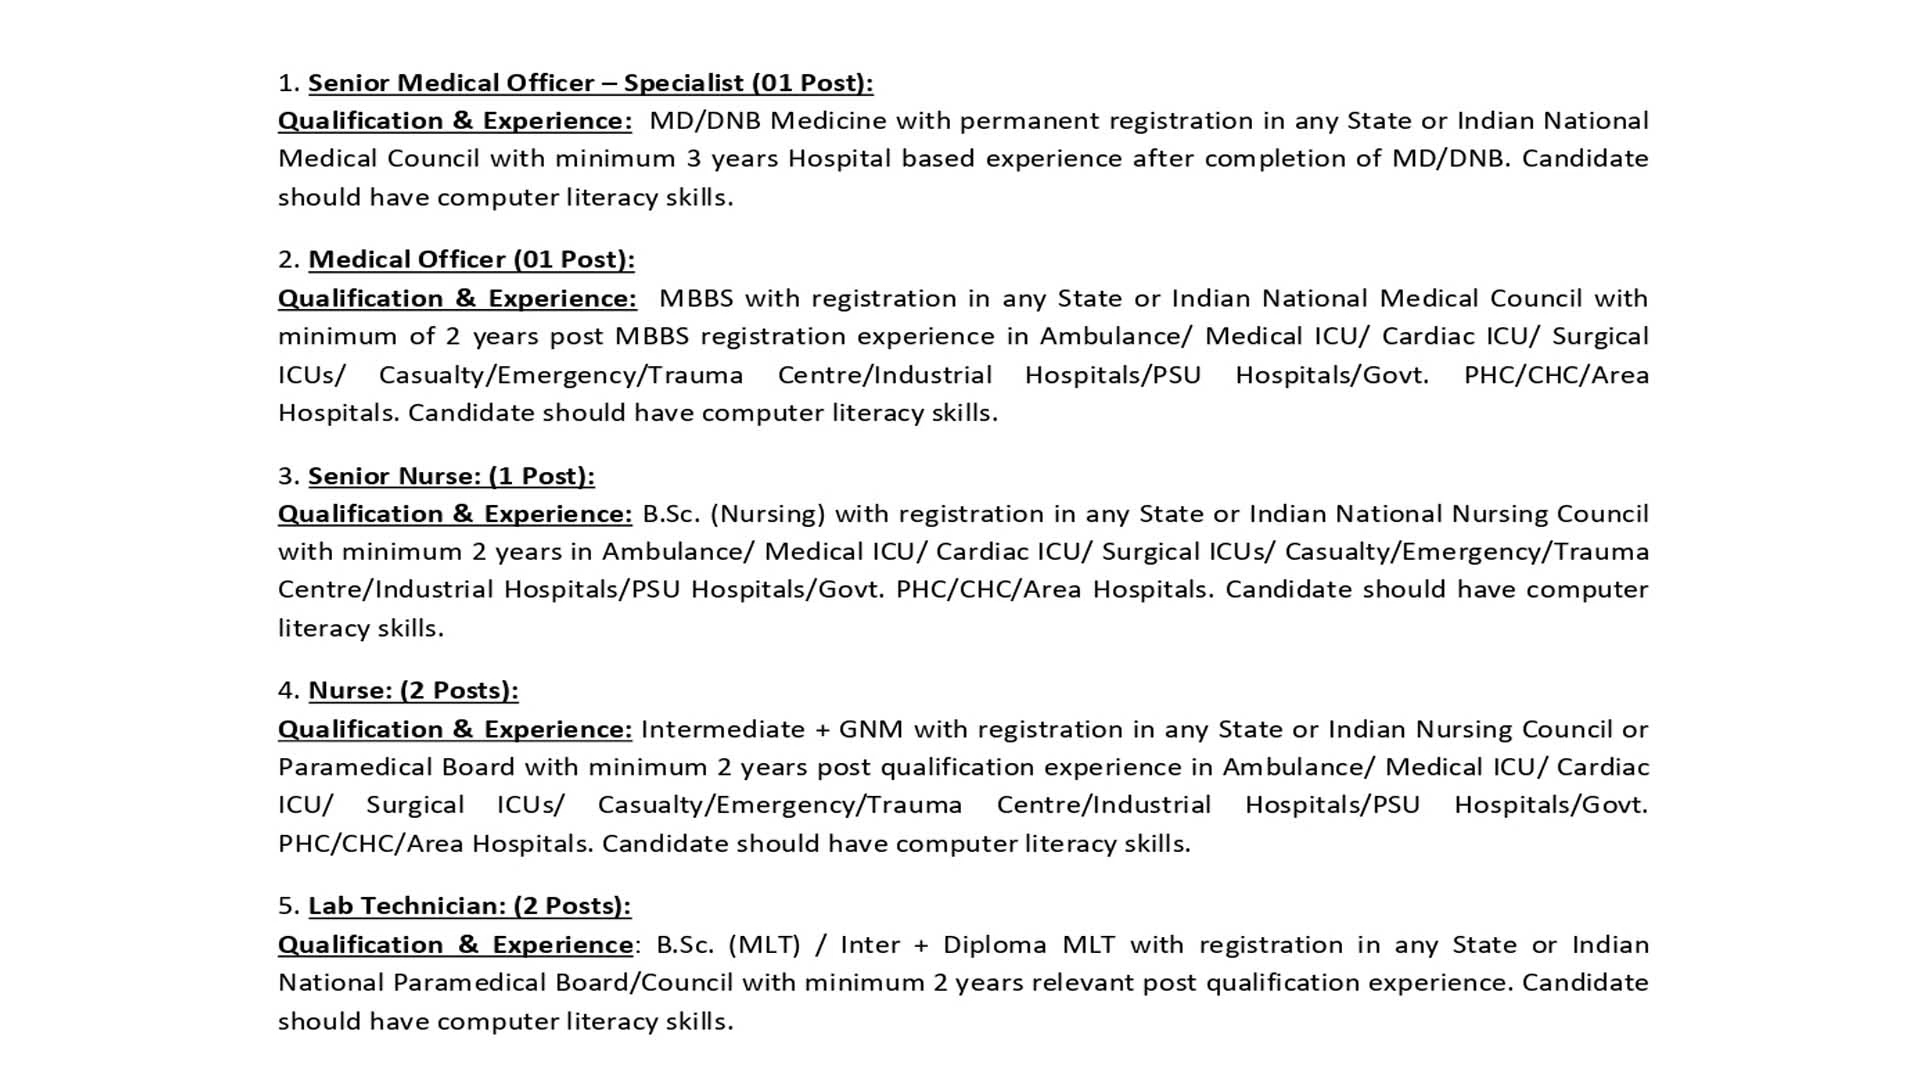 1. Senior Medical Officer – Specialist (01 Post):
Qualification & Experience: MD/DNB Medicine with permanent registration in any State or Indian National
Medical Council with minimum 3 years Hospital based experience after completion of MD/DNB. Candidate
should have computer literacy skills.
2. Medical Officer (01 Post):
Qualification & Experience: MBBS with registration in any State or Indian National Medical Council with
minimum of 2 years post MBBS registration experience in Ambulance/ Medical ICU/ Cardiac ICU/ Surgical
ICUs/ Casualty/Emergency/Trauma Centre/Industrial Hospitals/PSU Hospitals/Govt. PHC/CHC/Area
Hospitals. Candidate should have computer literacy skills.
3. Senior Nurse: (1 Post):
Qualification & Experience: B.Sc. (Nursing) with registration in any State or Indian National Nursing Council
with minimum 2 years in Ambulance/ Medical ICU/ Cardiac ICU/ Surgical ICUs/ Casualty/Emergency/Trauma
Centre/Industrial Hospitals/PSU Hospitals/Govt. PHC/CHC/Area Hospitals. Candidate should have computer
literacy skills.
4. Nurse: (2 Posts):
Qualification & Experience: Intermediate + GNM with registration in any State or Indian Nursing Council or
Paramedical Board with minimum 2 years post qualification experience in Ambulance/ Medical ICU/ Cardiac
ICU/ Surgical ICUs/ Casualty/Emergency/Trauma Centre/Industrial Hospitals/PSU Hospitals/Govt.
PHC/CHC/Area Hospitals. Candidate should have computer literacy skills.
5. Lab Technician: (2 Posts):
Qualification & Experience: B.Sc. (MLT) / Inter + Diploma MLT with registration in any State or Indian
National Paramedical Board/Council with minimum 2 years relevant post qualification experience. Candidate
should have computer literacy skills.